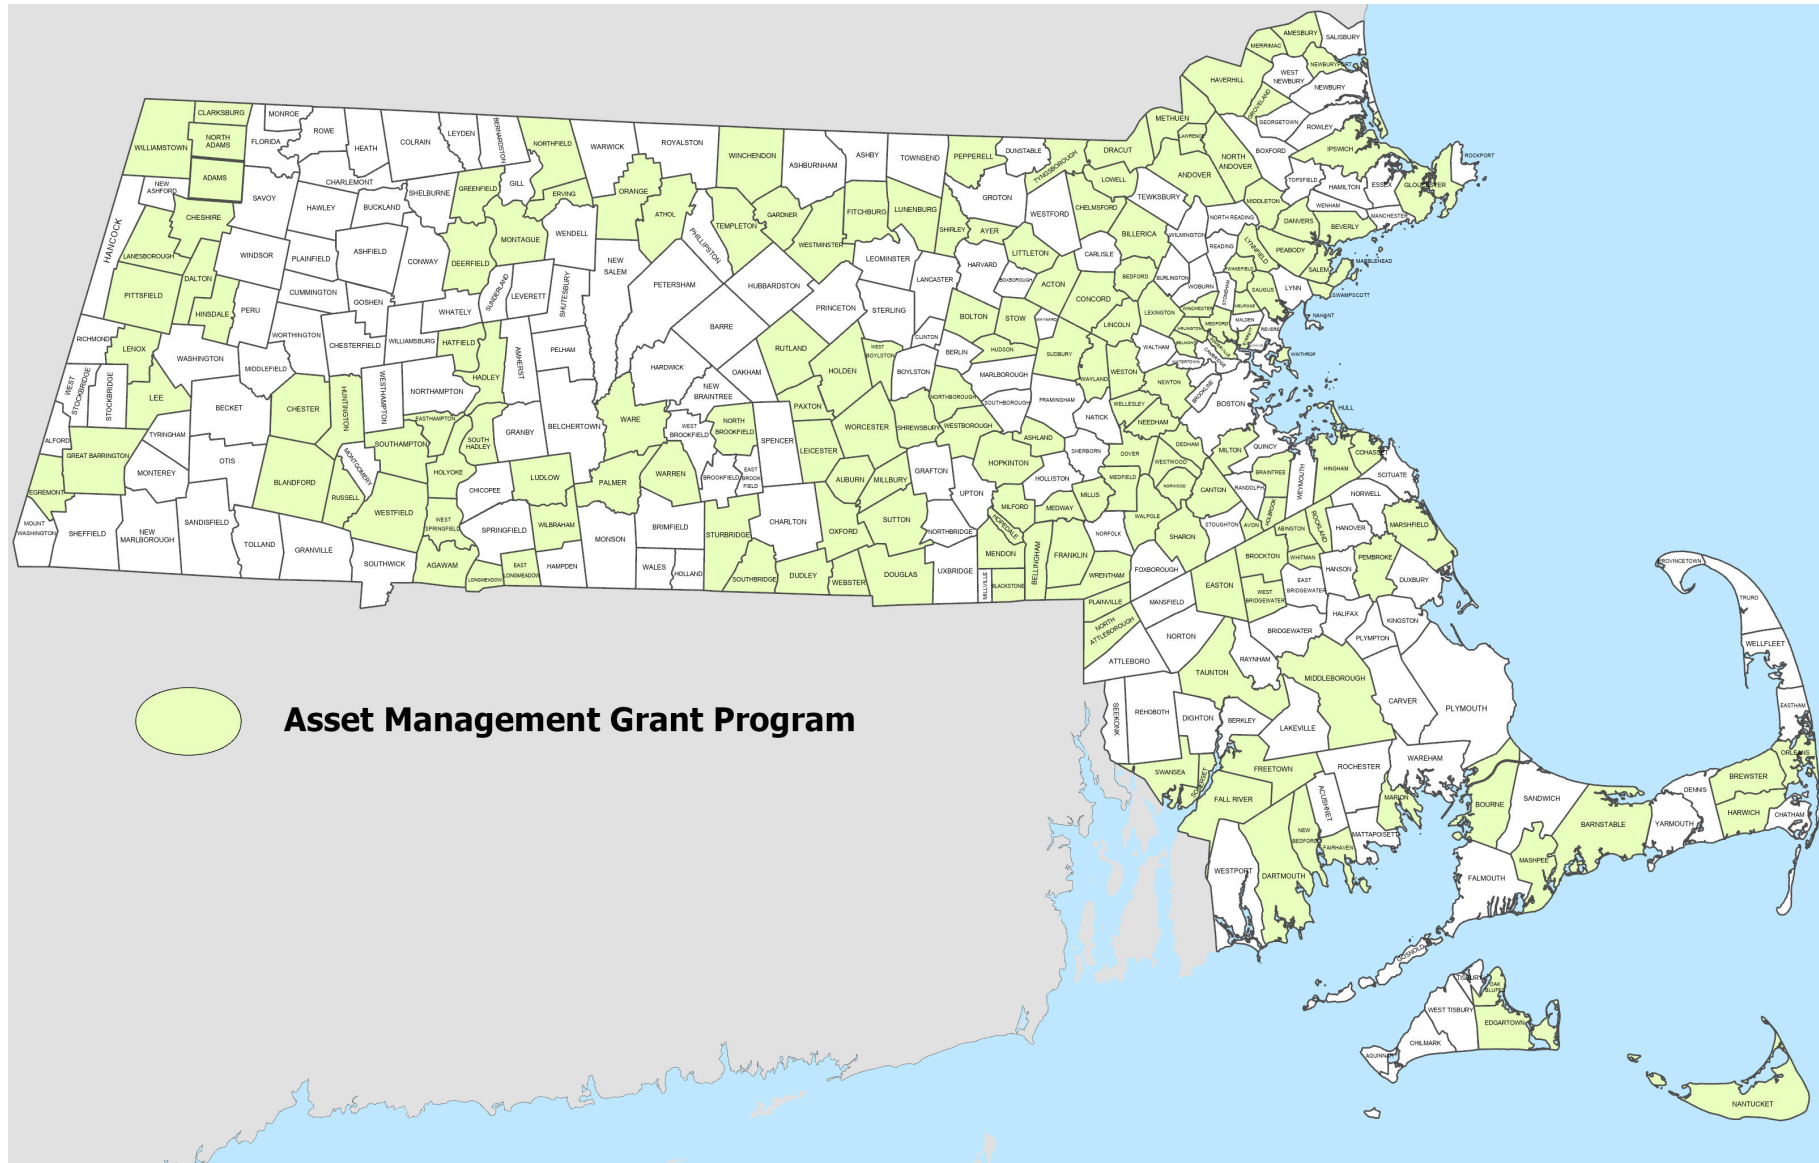 AMESBURY
SALISBURY
MERRIMAC
NEWBURYPORT
HAVERHILL
WEST
NEWBURY
NEWBURY
GROVELAND
GEORGETOWN
ROWLEY
METHUEN
LAWRENCE
BOXFORD
IPSWICH
ROCKPORT
CLARKSBURG
MONROE
ROWE
HEATH
COLRAIN
LEYDEN
BERNARDSTON
NORTHFIELD
WARWICK
ROYALSTON
WINCHENDON
ASHBURNHAM
ASHBY
TOWNSEND
PEPPERELL
DUNSTABLE
TYNGSBOROUGH
DRACUT
LOWELL
ANDOVER
NORTH
ANDOVER
TOPSFIELD
HAMILTON
ESSEX
GLOUCESTER
WENHAM
MANCHESTER
MIDDLETON
DANVERS
BEVERLY
WILLIAMSTOWN
NORTH
ADAMS
FLORIDA
ADAMS
NEW
ASHFORD
SAVOY
CHARLEMONT
HAWLEY
BUCKLAND
SHELBURNE
GREENFIELD
GILL
ERVING
ORANGE
ATHOL
PHILLIPSTON
TEMPLETON
GARDNER
WESTMINSTER
FITCHBURG
LUNENBURG
SHIRLEY
GROTON
AYER
WESTFORD
CHELMSFORD
TEWKSBURY
BILLERICA
WILMINGTON
NORTH READING
READING
LYNNFIELD
PEABODY
SALEM
MARBLEHEAD
SWAMPSCOTT
LYNN
NAHANT
WAKEFIELD
SAUGUS
HANCOCK
CHESHIRE
LANESBOROUGH
DALTON
WINDSOR
PLAINFIELD
ASHFIELD
CONWAY
DEERFIELD
MONTAGUE
WENDELL
NEW
SALEM
PETERSHAM
HUBBARDSTON
PRINCETON
LEOMINSTER
LANCASTER
STERLING
HARVARD
LITTLETON
BOXBOROUGH
CARLISLE
ACTON
CONCORD
BEDFORD
BURLINGTON
WOBURN
STONEHAM
MELROSE
PITTSFIELD
HINSDALE
PERU
CUMMINGTON
GOSHEN
WORTHINGTON
CHESTERFIELD
WILLIAMSBURG
WHATELY
SUNDERLAND
LEVERETT
SHUTESBURY
HATFIELD
HADLEY
AMHERST
PELHAM
BARRE
RUTLAND
HOLDEN
WEST
BOYLSTON
CLINTON
BOLTON
BERLIN
BOYLSTON
HUDSON
STOW
MAYNARD
SUDBURY
LINCOLN
LEXINGTON
WINCHESTER
ARLINGTON
MEDFORD
MALDEN
REVERE
EVERETT
WINTHROP
BELMONT
WALTHAM
WATERTOWN
CAMBRIDGE
WAYLAND
WESTON
NEWTON
BROOKLINE
BOSTON
RICHMOND
LENOX
WASHINGTON
MIDDLEFIELD
WEST
STOCKBRIDGE
STOCKBRIDGE
LEE
BECKET
CHESTER
HUNTINGTON
WESTHAMPTON
NORTHAMPTON
EASTHAMPTON
HARDWICK
NEW
BRAINTREE
OAKHAM
PAXTON
WORCESTER
SHREWSBURY
NORTHBOROUGH
MARLBOROUGH
SOUTHBOROUGH
WESTBOROUGH
FRAMINGHAM
NATICK
WELLESLEY
NEEDHAM
DEDHAM
HULL
ALFORD
GREAT BARRINGTON
TYRINGHAM
MONTEREY
OTIS
BLANDFORD
MONTGOMERY
RUSSELL
SOUTHAMPTON
HOLYOKE
SOUTH
HADLEY
GRANBY
BELCHERTOWN
WARE
WEST
BROOKFIELD
NORTH
BROOKFIELD
SPENCER
LEICESTER
AUBURN
MILLBURY
GRAFTON
HOPKINTON
ASHLAND
SHERBORN
HOLLISTON
DOVER
WESTWOOD
NORWOOD
MILTON
QUINCY
BRAINTREE
RANDOLPH
WEYMOUTH
HINGHAM
COHASSET
SCITUATE
NORWELL
EGREMONT
MOUNT
WASHINGTON
SHEFFIELD
NEW
MARLBOROUGH
SANDISFIELD
TOLLAND
GRANVILLE
WESTFIELD
SOUTHWICK
WEST
SPRINGFIELD
AGAWAM
CHICOPEE
SPRINGFIELD
LUDLOW
WILBRAHAM
LONGMEADOW
EAST
LONGMEADOW
HAMPDEN
PALMER
MONSON
WARREN
BROOKFIELD
EAST
BROOK
FIELD
BRIMFIELD
WALES
HOLLAND
STURBRIDGE
CHARLTON
SOUTHBRIDGE
OXFORD
DUDLEY
WEBSTER
SUTTON
DOUGLAS
NORTHBRIDGE
UPTON
UXBRIDGE
MILFORD
HOPEDALE
MENDON
MILLVILLE
BLACKSTONE
BELLINGHAM
MEDWAY
MILLIS
MEDFIELD
NORFOLK
FRANKLIN
WRENTHAM
WALPOLE
SHARON
CANTON
STOUGHTON
AVON
HOLBROOK
ABINGTON
ROCKLAND
HANOVER
MARSHFIELD
BROCKTON
WHITMAN
HANSON
PEMBROKE
DUXBURY
FOXBOROUGH
EASTON
WEST
BRIDGEWATER
EAST
BRIDGEWATER
HALIFAX
KINGSTON
PLYMPTON
PLAINVILLE
NORTH
ATTLEBOROUGH
MANSFIELD
NORTON
ATTLEBORO
BRIDGEWATER
RAYNHAM
TAUNTON
MIDDLEBOROUGH
CARVER
PLYMOUTH
SEEKONK
REHOBOTH
DIGHTON
BERKLEY
LAKEVILLE
SWANSEA
SOMERSET
FREETOWN
FALL RIVER
ROCHESTER
WAREHAM
ACUSHNET
MARION
MATTAPOISETT
NEW
BEDFORD
FAIRHAVEN
WESTPORT
DARTMOUTH
PROVINCETOWN
TRURO
WELLFLEET
EASTHAM
ORLEANS
BREWSTER
HARWICH
CHATHAM
DENNIS
YARMOUTH
BARNSTABLE
SANDWICH
BOURNE
MASHPEE
FALMOUTH
GOSNOLD
TISBURY
OAK
BLUFFS
WEST TISBURY
EDGARTOWN
CHILMARK
AQUINNAH
NANTUCKET
Asset Management Grant Program